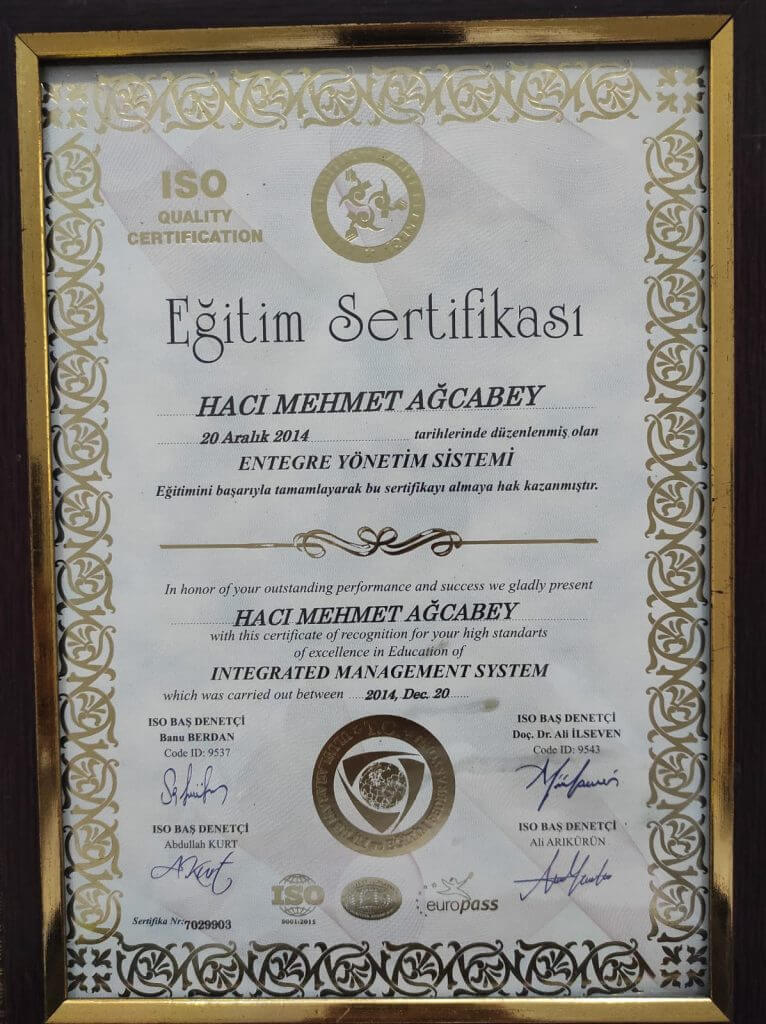 ISO
QUALITY
CERTIFICATION
Eğitim Sertifikası
HACI MEHMET AĞCABEY
20 Aralık 2014 tarihlerinde düzenlenmiş olan
ENTEGRE YÖNETİM SİSTEMİ
Eğitimini başarıyla tamamlayarak bu sertifikayı almaya hak kazanmıştır.
In honor of your outstanding performance and success we gladly present
HACI MEHMET AĞCABEY
with this certificate of recognition for your high standarts
of excellence in Education of
INTEGRATED MANAGEMENT SYSTEM
which was carried out between ..... 2014, Dec. 20......
ISO BAŞ DENETÇİ
Banu BERDAN
Code ID: 9537
ISO BAŞ DENETÇİ
Doç. Dr. Ali İLSEVEN
Code ID: 9543
ISO BAŞ DENETÇİ
Abdullah KURT
ISO BAŞ DENETÇİ
Ali ARIKÜRÜN
A.Kurt
T.C.
ISO
9001:2015
europass
Sertifika Nr:7029903